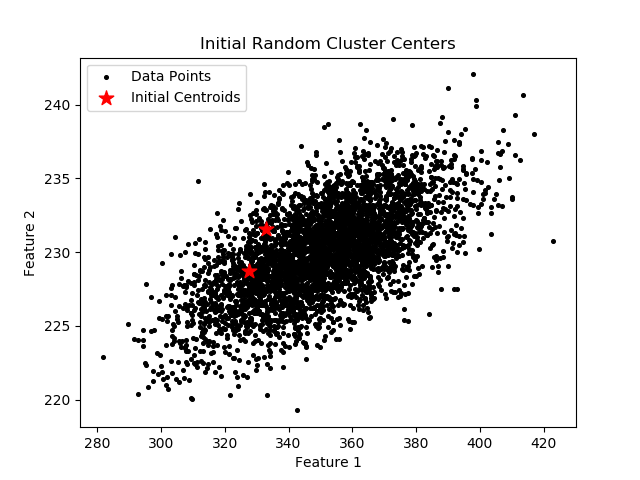 Initial Random Cluster Centers
Data Points
Initial Centroids
240
235
230
225
220
Feature 2
280 300 320 340 360 380 400 420
Feature 1